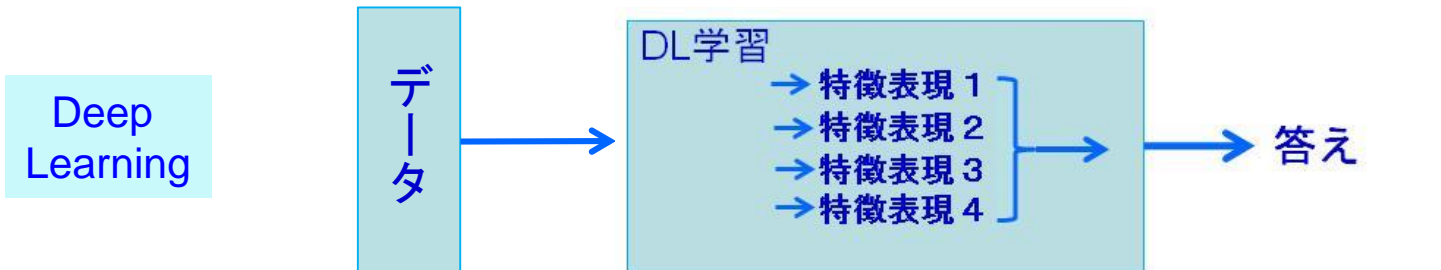 Deep
Learning
データ
DL学習
→特徴表現1
→特徴表現2
→特徴表現3
→特徴表現4
答え